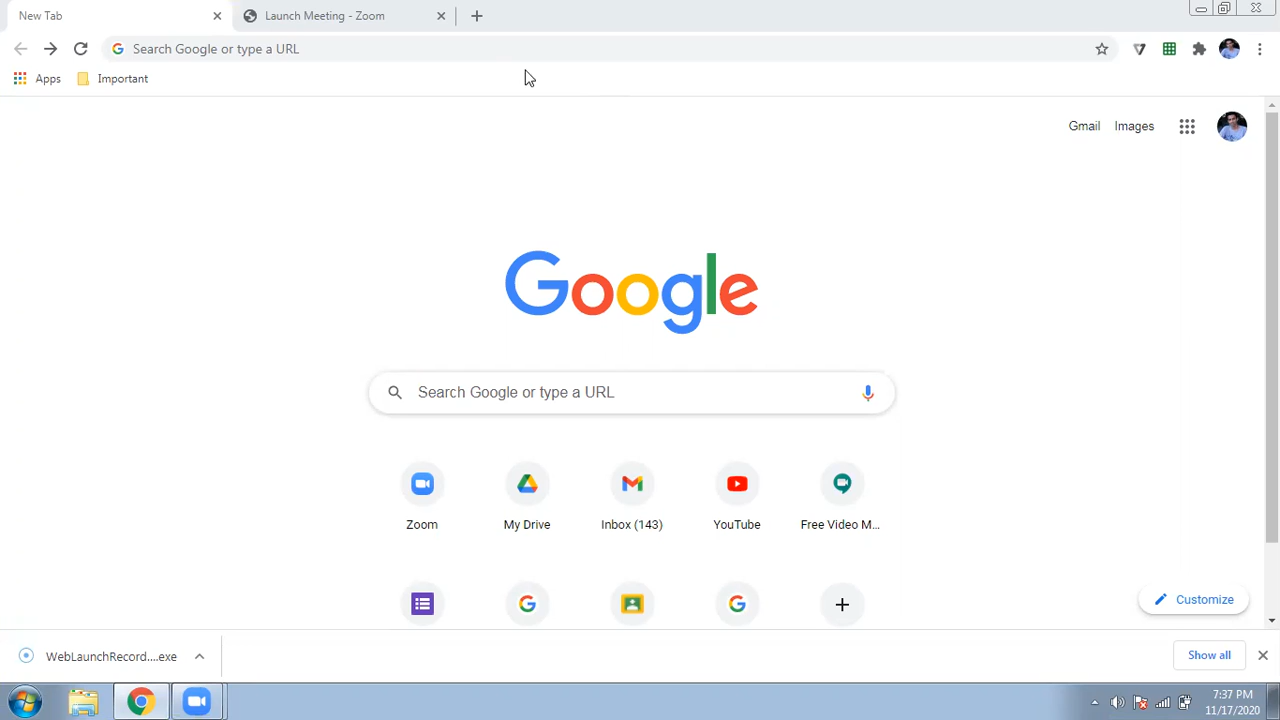 New Tab
Launch Meeting - Zoom
Search Google or type a URL
Apps
Important
Gmail
Images
Google
Search Google or type a URL
Zoom
My Drive
Inbox (143)
YouTube
Free Video M...
Customize
WebLaunchRecord....exe
Show all
7:37 PM
11/17/2020